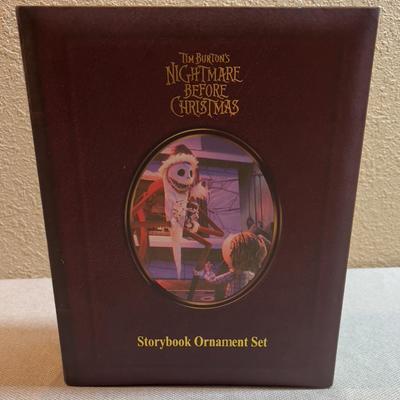 TIM BURTON'S
NIGHTMARE
BEFORE
CHRISTMAS
Storybook Ornament Set